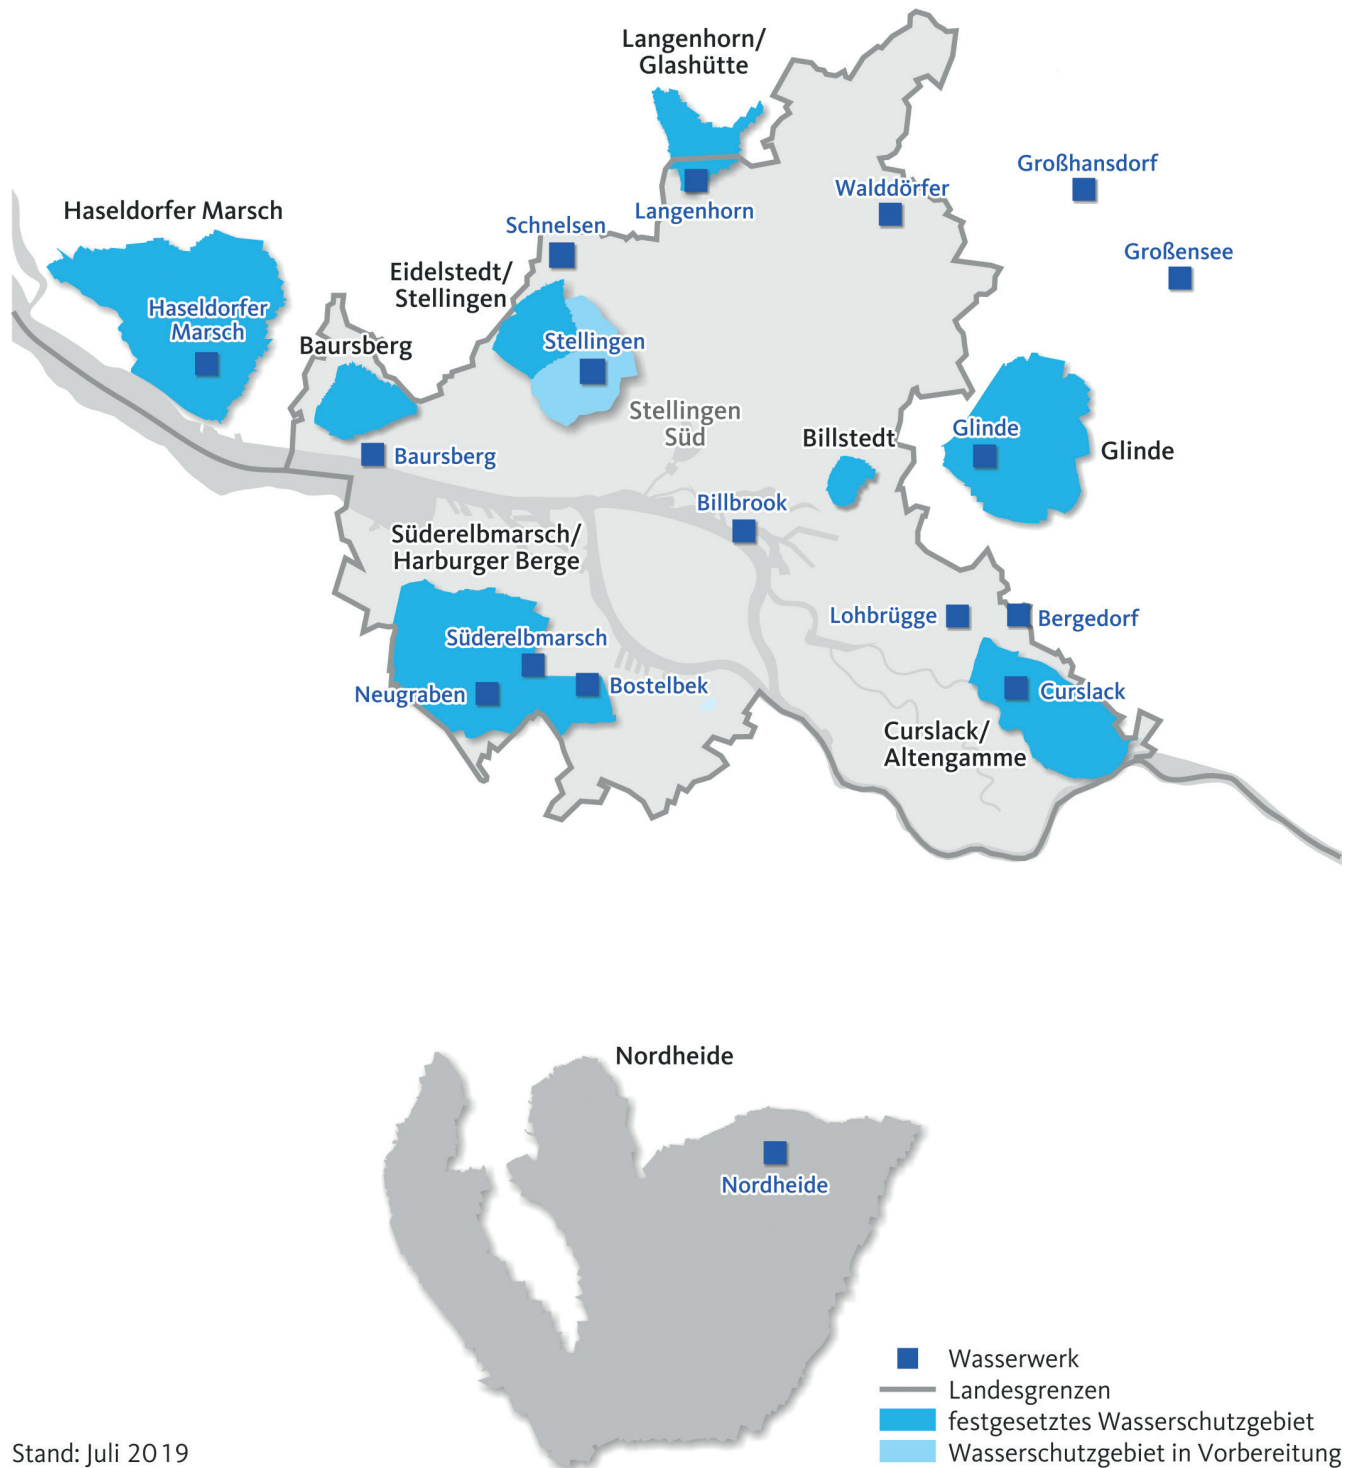 Langenhorn/
Glashütte
Großhansdorf
Walddörfer
Haseldorfer Marsch
Langenhorn
Schnelsen
Großensee
Eidelstedt/
Stellingen
Haseldorfer
Marsch
Baursberg
Stellingen
Stellingen
Süd
Billstedt
Glinde
Glinde
Baursberg
Billbrook
Süderelbmarsch/
Harburger Berge
Lohbrügge
Bergedorf
Süderelbmarsch
Neugraben
Bostelbek
Curslack
Curslack/
Altengamme
Nordheide
Nordheide
Wasserwerk
Landesgrenzen
festgesetztes Wasserschutzgebiet
Wasserschutzgebiet in Vorbereitung
Stand: Juli 2019